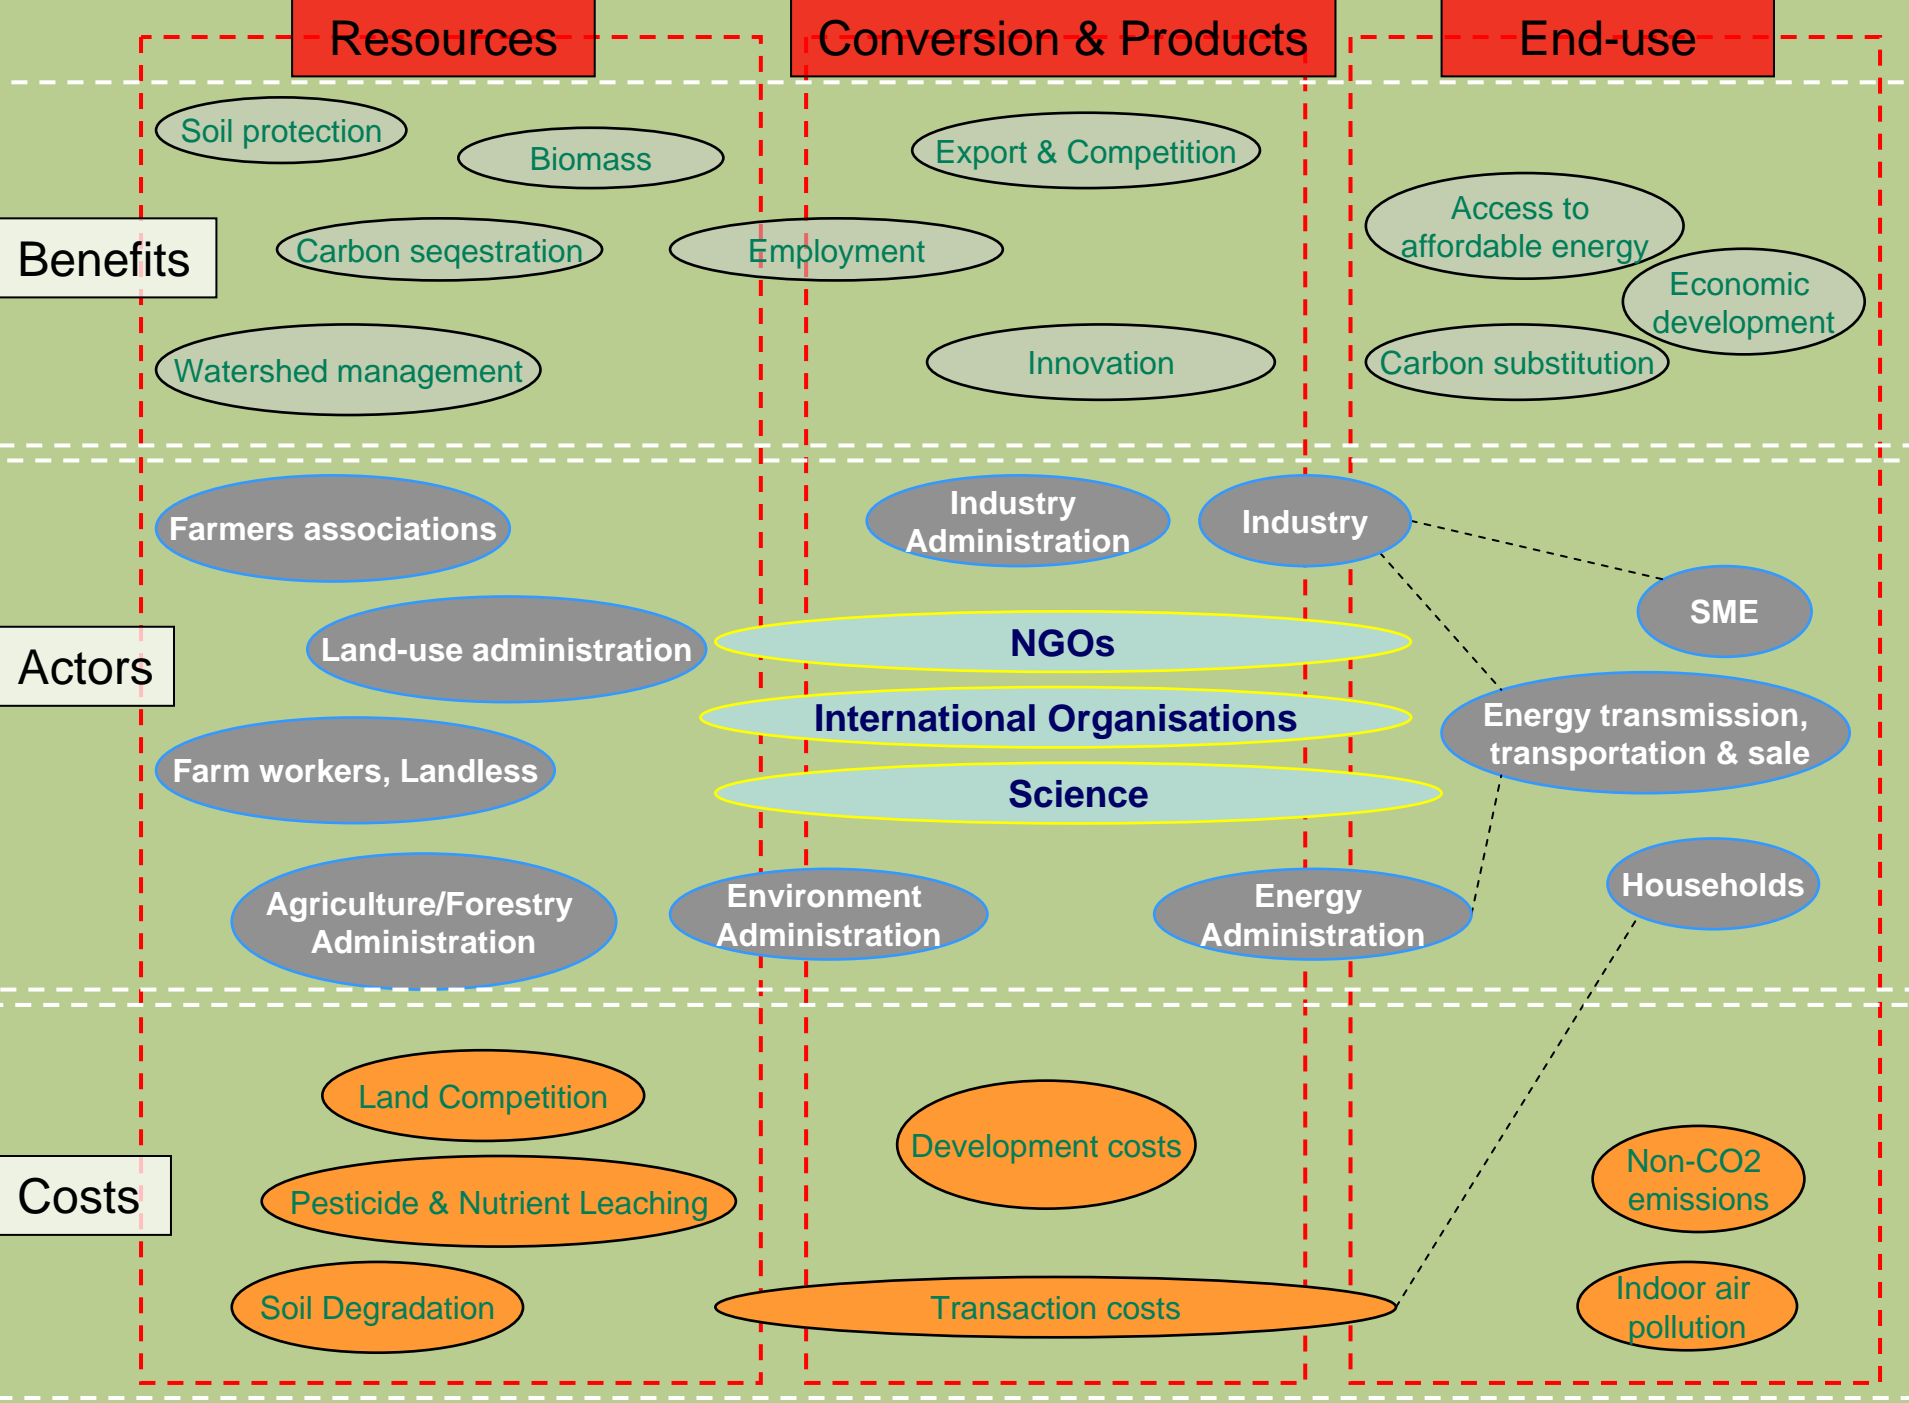 Resources
Conversion & Products
End-use
Benefits
Soil protection
Biomass
Export & Competition
Access to
affordable energy
Carbon seqestration
Employment
Economic
development
Watershed management
Innovation
Carbon substitution
Actors
Farmers associations
Industry
Administration
Industry
SME
Land-use administration
NGOs
International Organisations
Energy transmission,
transportation & sale
Farm workers, Landless
Science
Agriculture/Forestry
Administration
Environment
Administration
Energy
Administration
Households
Costs
Land Competition
Development costs
Non-CO2
emissions
Pesticide & Nutrient Leaching
Soil Degradation
Transaction costs
Indoor air
pollution